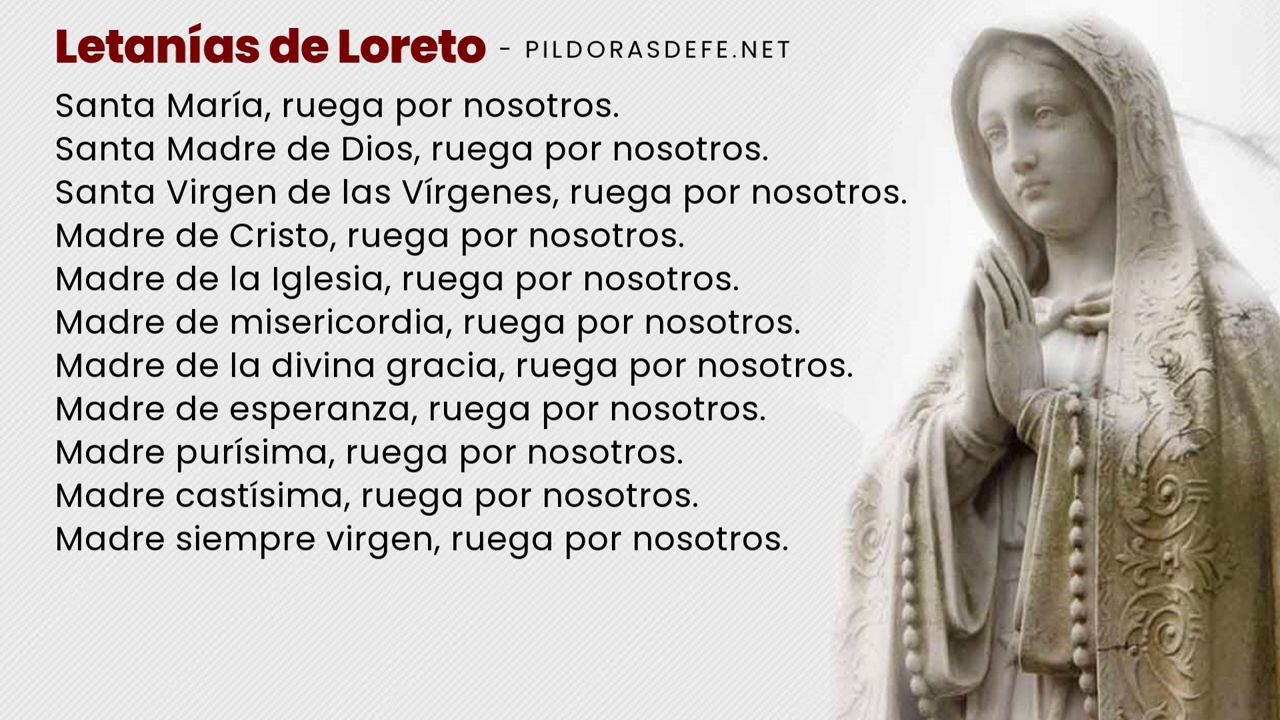 Letanías de Loreto - PILDORASDEFE.NET
Santa María, ruega por nosotros.
Santa Madre de Dios, ruega por nosotros.
Santa Virgen de las Vírgenes, ruega por nosotros.
Madre de Cristo, ruega por nosotros.
Madre de la Iglesia, ruega por nosotros.
Madre de misericordia, ruega por nosotros.
Madre de la divina gracia, ruega por nosotros.
Madre de esperanza, ruega por nosotros.
Madre purísima, ruega por nosotros.
Madre castísima, ruega por nosotros.
Madre siempre virgen, ruega por nosotros.